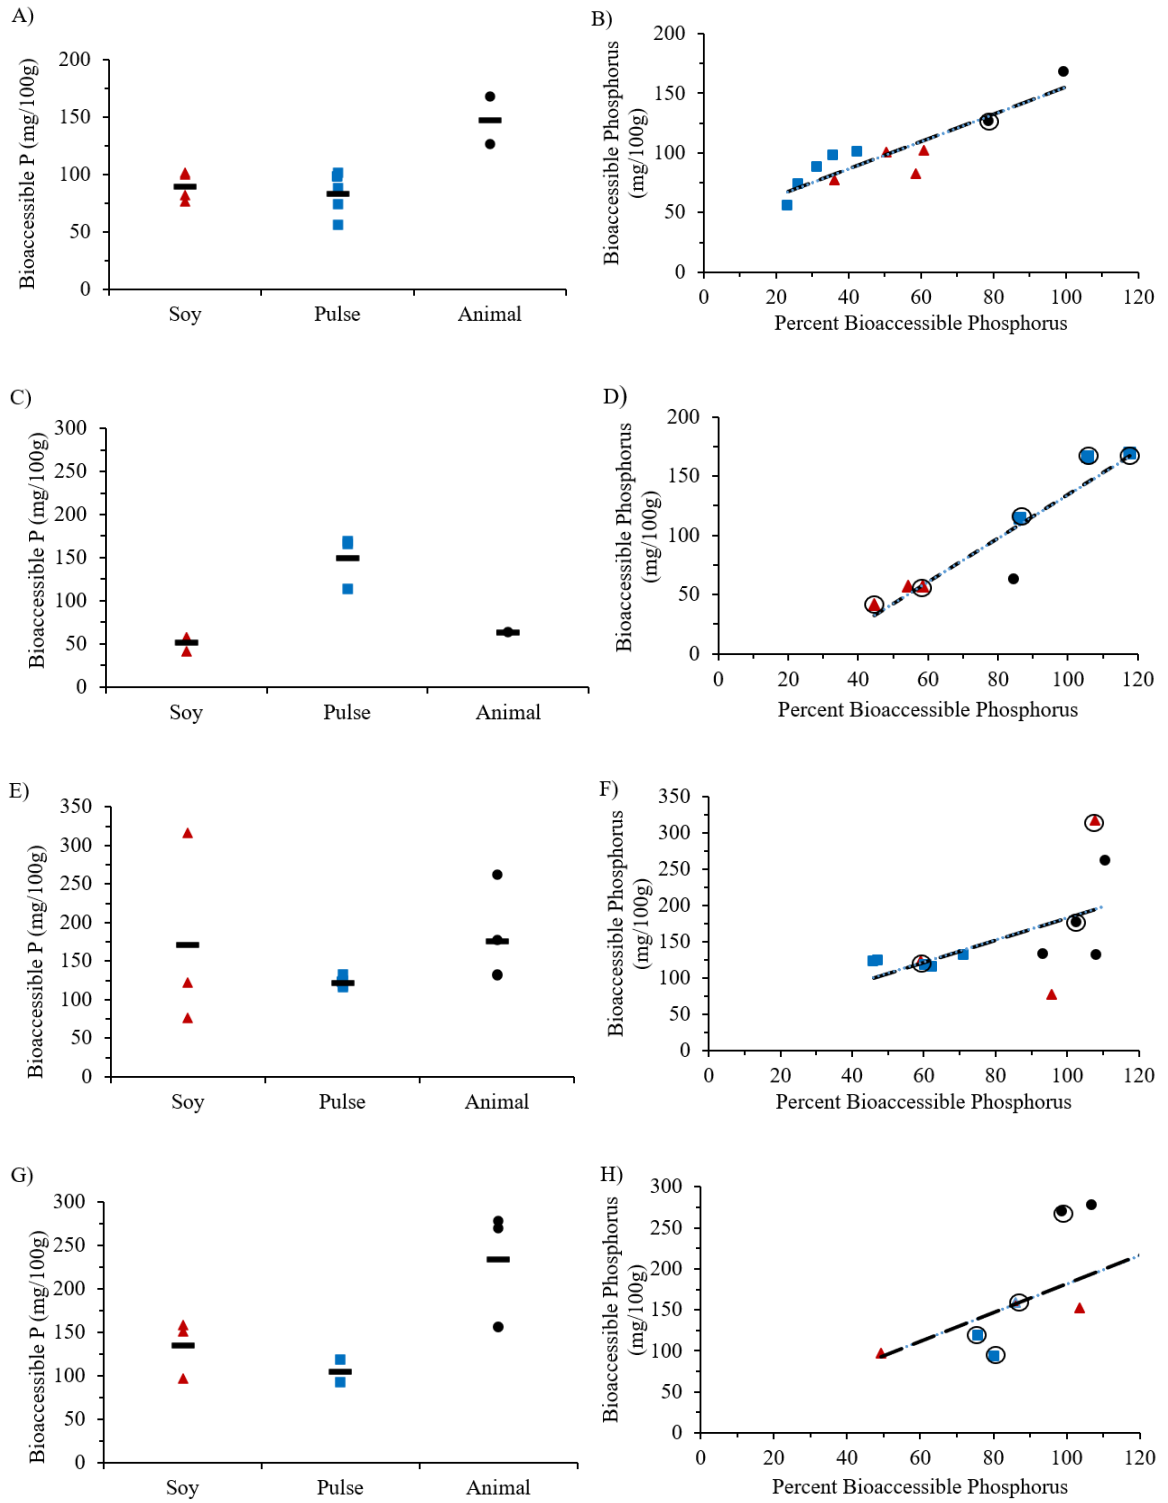 A)
Bioaccessible P (mg/100g)
200
150
100
50
0
Soy Pulse Animal
B)
Bioaccessible Phosphorus
(mg/100g)
200
150
100
50
0
0 20 40 60 80 100 120
Percent Bioaccessible Phosphorus
C)
Bioaccessible P (mg/100g)
300
250
200
150
100
50
0
Soy Pulse Animal
D)
Bioaccessible Phosphorus
(mg/100g)
200
150
100
50
0
0 20 40 60 80 100 120
Percent Bioaccessible Phosphorus
E)
Bioaccessible P (mg/100g)
350
300
250
200
150
100
50
0
Soy Pulse Animal
F)
Bioaccessible Phosphorus
(mg/100g)
350
300
250
200
150
100
50
0
0 20 40 60 80 100 120
Percent Bioaccessible Phosphorus
G)
Bioaccessible P (mg/100g)
300
250
200
150
100
50
0
Soy Pulse Animal
H)
Bioaccessible Phosphorus
(mg/100g)
300
250
200
150
100
50
0
0 20 40 60 80 100 120
Percent Bioaccessible Phosphorus